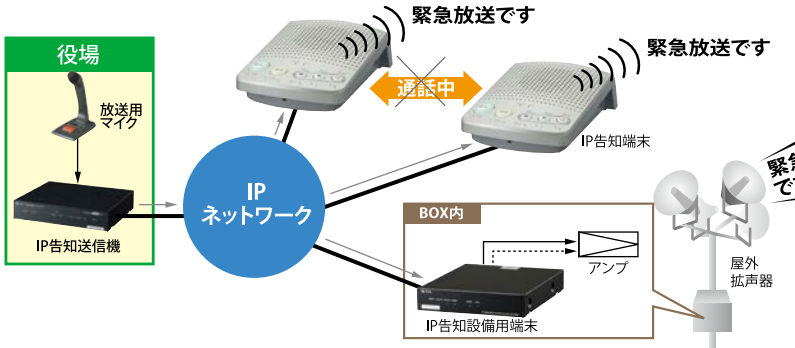 役場
放送用
マイク
IP告知送信機
IP
ネットワーク
緊急放送です
通話中
緊急放送です
IP告知端末
BOX内
アンプ
IP告知設備用端末
緊急
で
屋外
拡声器